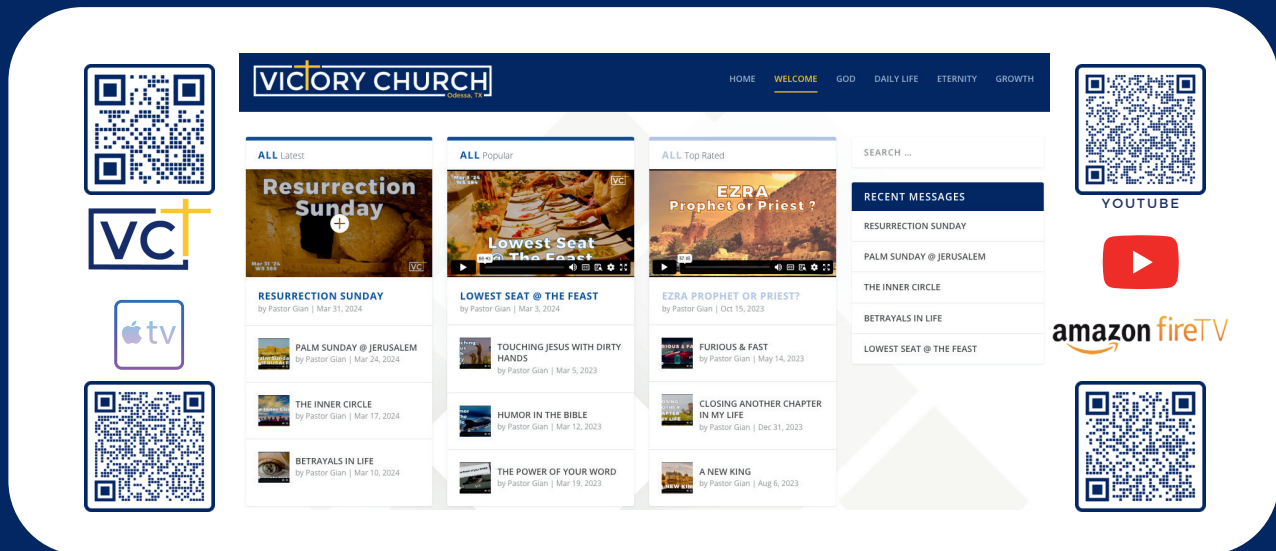 VC
tv
VICTORY CHURCH
Odessa, TX
HOME WELCOME GOD DAILY LIFE ETERNITY GROWTH
ALL Latest
Resurrection
Sunday
Mar 31 '24
VC
RESURRECTION SUNDAY
by Pastor Gian | Mar 31, 2024
PALM SUNDAY @ JERUSALEM
by Pastor Gian | Mar 24, 2024
THE INNER CIRCLE
by Pastor Gian | Mar 17, 2024
BETRAYALS IN LIFE
by Pastor Gian | Mar 10, 2024
ALL Popular
VC
Lowest Seat
@ The Feast
LOWEST SEAT @ THE FEAST
by Pastor Gian | Mar 3, 2024
TOUCHING JESUS WITH DIRTY
HANDS
by Pastor Gian | Mar 5, 2023
HUMOR IN THE BIBLE
by Pastor Gian | Mar 12, 2023
THE POWER OF YOUR WORD
by Pastor Gian | Mar 19, 2023
ALL Top Rated
EZRA
Prophet or Priest ?
EZRA PROPHET OR PRIEST?
by Pastor Gian | Oct 15, 2023
FURIOUS & FAST
by Pastor Gian | May 14, 2023
CLOSING ANOTHER CHAPTER
IN MY LIFE
by Pastor Gian | Dec 31, 2023
A NEW KING
by Pastor Gian | Aug 6, 2023
SEARCH ...
RECENT MESSAGES
RESURRECTION SUNDAY
PALM SUNDAY @ JERUSALEM
THE INNER CIRCLE
BETRAYALS IN LIFE
LOWEST SEAT @ THE FEAST
YOUTUBE
amazon fireTV